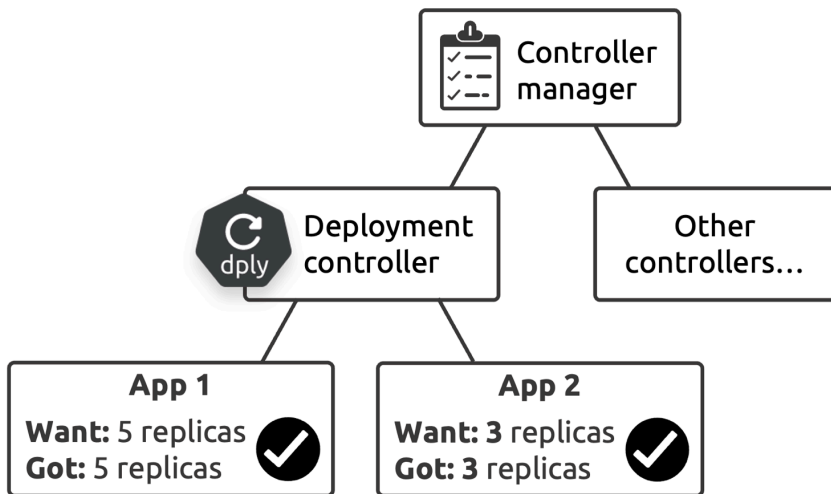 Controller
manager
dply
Deployment
controller
Other
controllers...
App 1
Want: 5 replicas
Got: 5 replicas
App 2
Want: 3 replicas
Got: 3 replicas